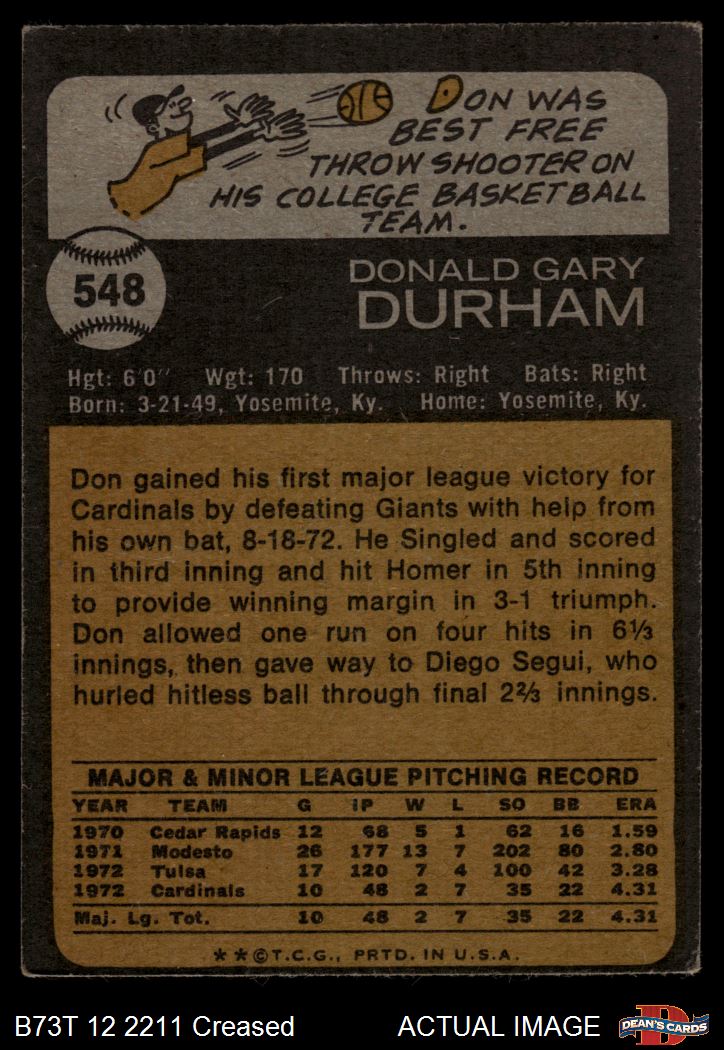 DON WAS
BEST FREE
THROW SHOOTER ON
HIS COLLEGE BASKETBALL
TEAM.
548
DONALD GARY
DURHAM
Hgt: 6'0" Wgt: 170 Throws: Right Bats: Right
Born: 3-21-49, Yosemite, Ky. Home: Yosemite, Ky.
Don gained his first major league victory for
Cardinals by defeating Giants with help from
his own bat, 8-18-72. He Singled and scored
in third inning and hit Homer in 5th inning
to provide winning margin in 3-1 triumph.
Don allowed one run on four hits in 6⅓
innings, then gave way to Diego Segui, who
hurled hitless ball through final 2⅔ innings.
MAJOR & MINOR LEAGUE PITCHING RECORD
YEAR TEAM G IP W L SO BB ERA
1970 Cedar Rapids 12 68 5 1 62 16 1.59
1971 Modesto 26 177 13 7 202 80 2.80
1972 Tulsa 17 120 7 4 100 42 3.28
1972 Cardinals 10 48 2 7 35 22 4.31
Maj. Lg. Tot. 10 48 2 7 35 22 4.31
**©T.C.G., PRTD. IN U.S.A.
B73T 12 2211 Creased ACTUAL IMAGE D DEAN'S CARDS